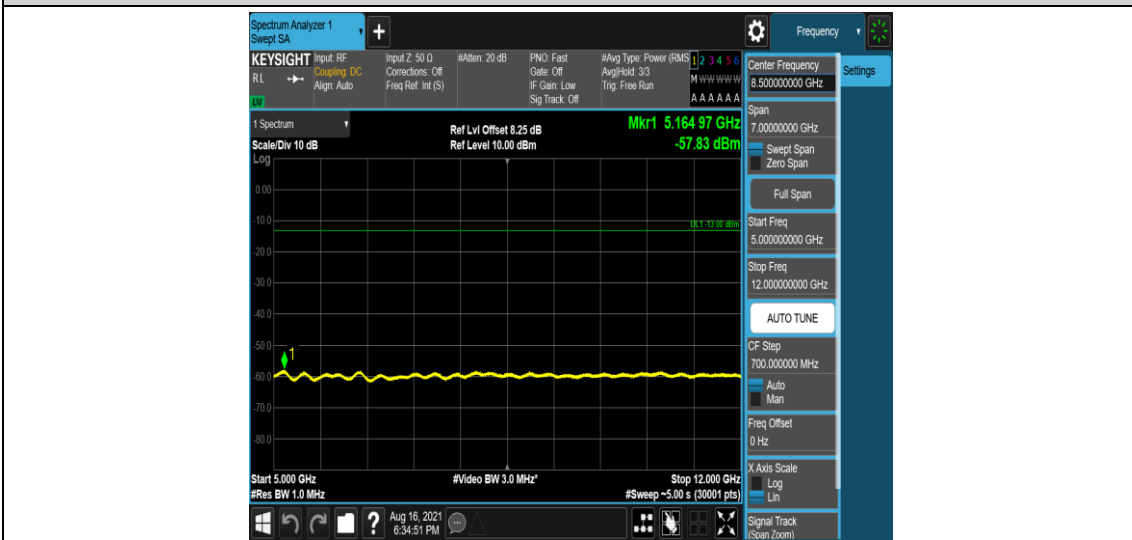 Spectrum Analyzer 1
Swept SA
+
Frequency
KEYSIGHT
RL
LXI
Input: RF
Coupling: DC
Align: Auto
Input Z: 50 Ω
Corrections: Off
Freq Ref: Int (S)
#Atten: 20 dB
PNO: Fast
Gate: Off
IF Gain: Low
Sig Track: Off
#Avg Type: Power (RMS
Avg|Hold: 3/3
Trig: Free Run
1 2 3 4 5 6
M W W W W W
A A A A A A
1 Spectrum
Scale/Div 10 dB
Ref Lvl Offset 8.25 dB
Ref Level 10.00 dBm
Mkr1 5.164 97 GHz
-57.83 dBm
Log
0.00
-10.0
DL1 -13.00 dBm
-20.0
-30.0
-40.0
-50.0
1
-60.0
-70.0
-80.0
Start 5.000 GHz
#Res BW 1.0 MHz
#Video BW 3.0 MHz*
Stop 12.000 GHz
#Sweep ~5.00 s (30001 pts)
Aug 16, 2021
6:34:51 PM
?
Center Frequency
8.500000000 GHz
Settings
Span
7.00000000 GHz
Swept Span
Zero Span
Full Span
Start Freq
5.000000000 GHz
Stop Freq
12.000000000 GHz
AUTO TUNE
CF Step
700.000000 MHz
Auto
Man
Freq Offset
0 Hz
X Axis Scale
Log
Lin
Signal Track
(Span Zoom)